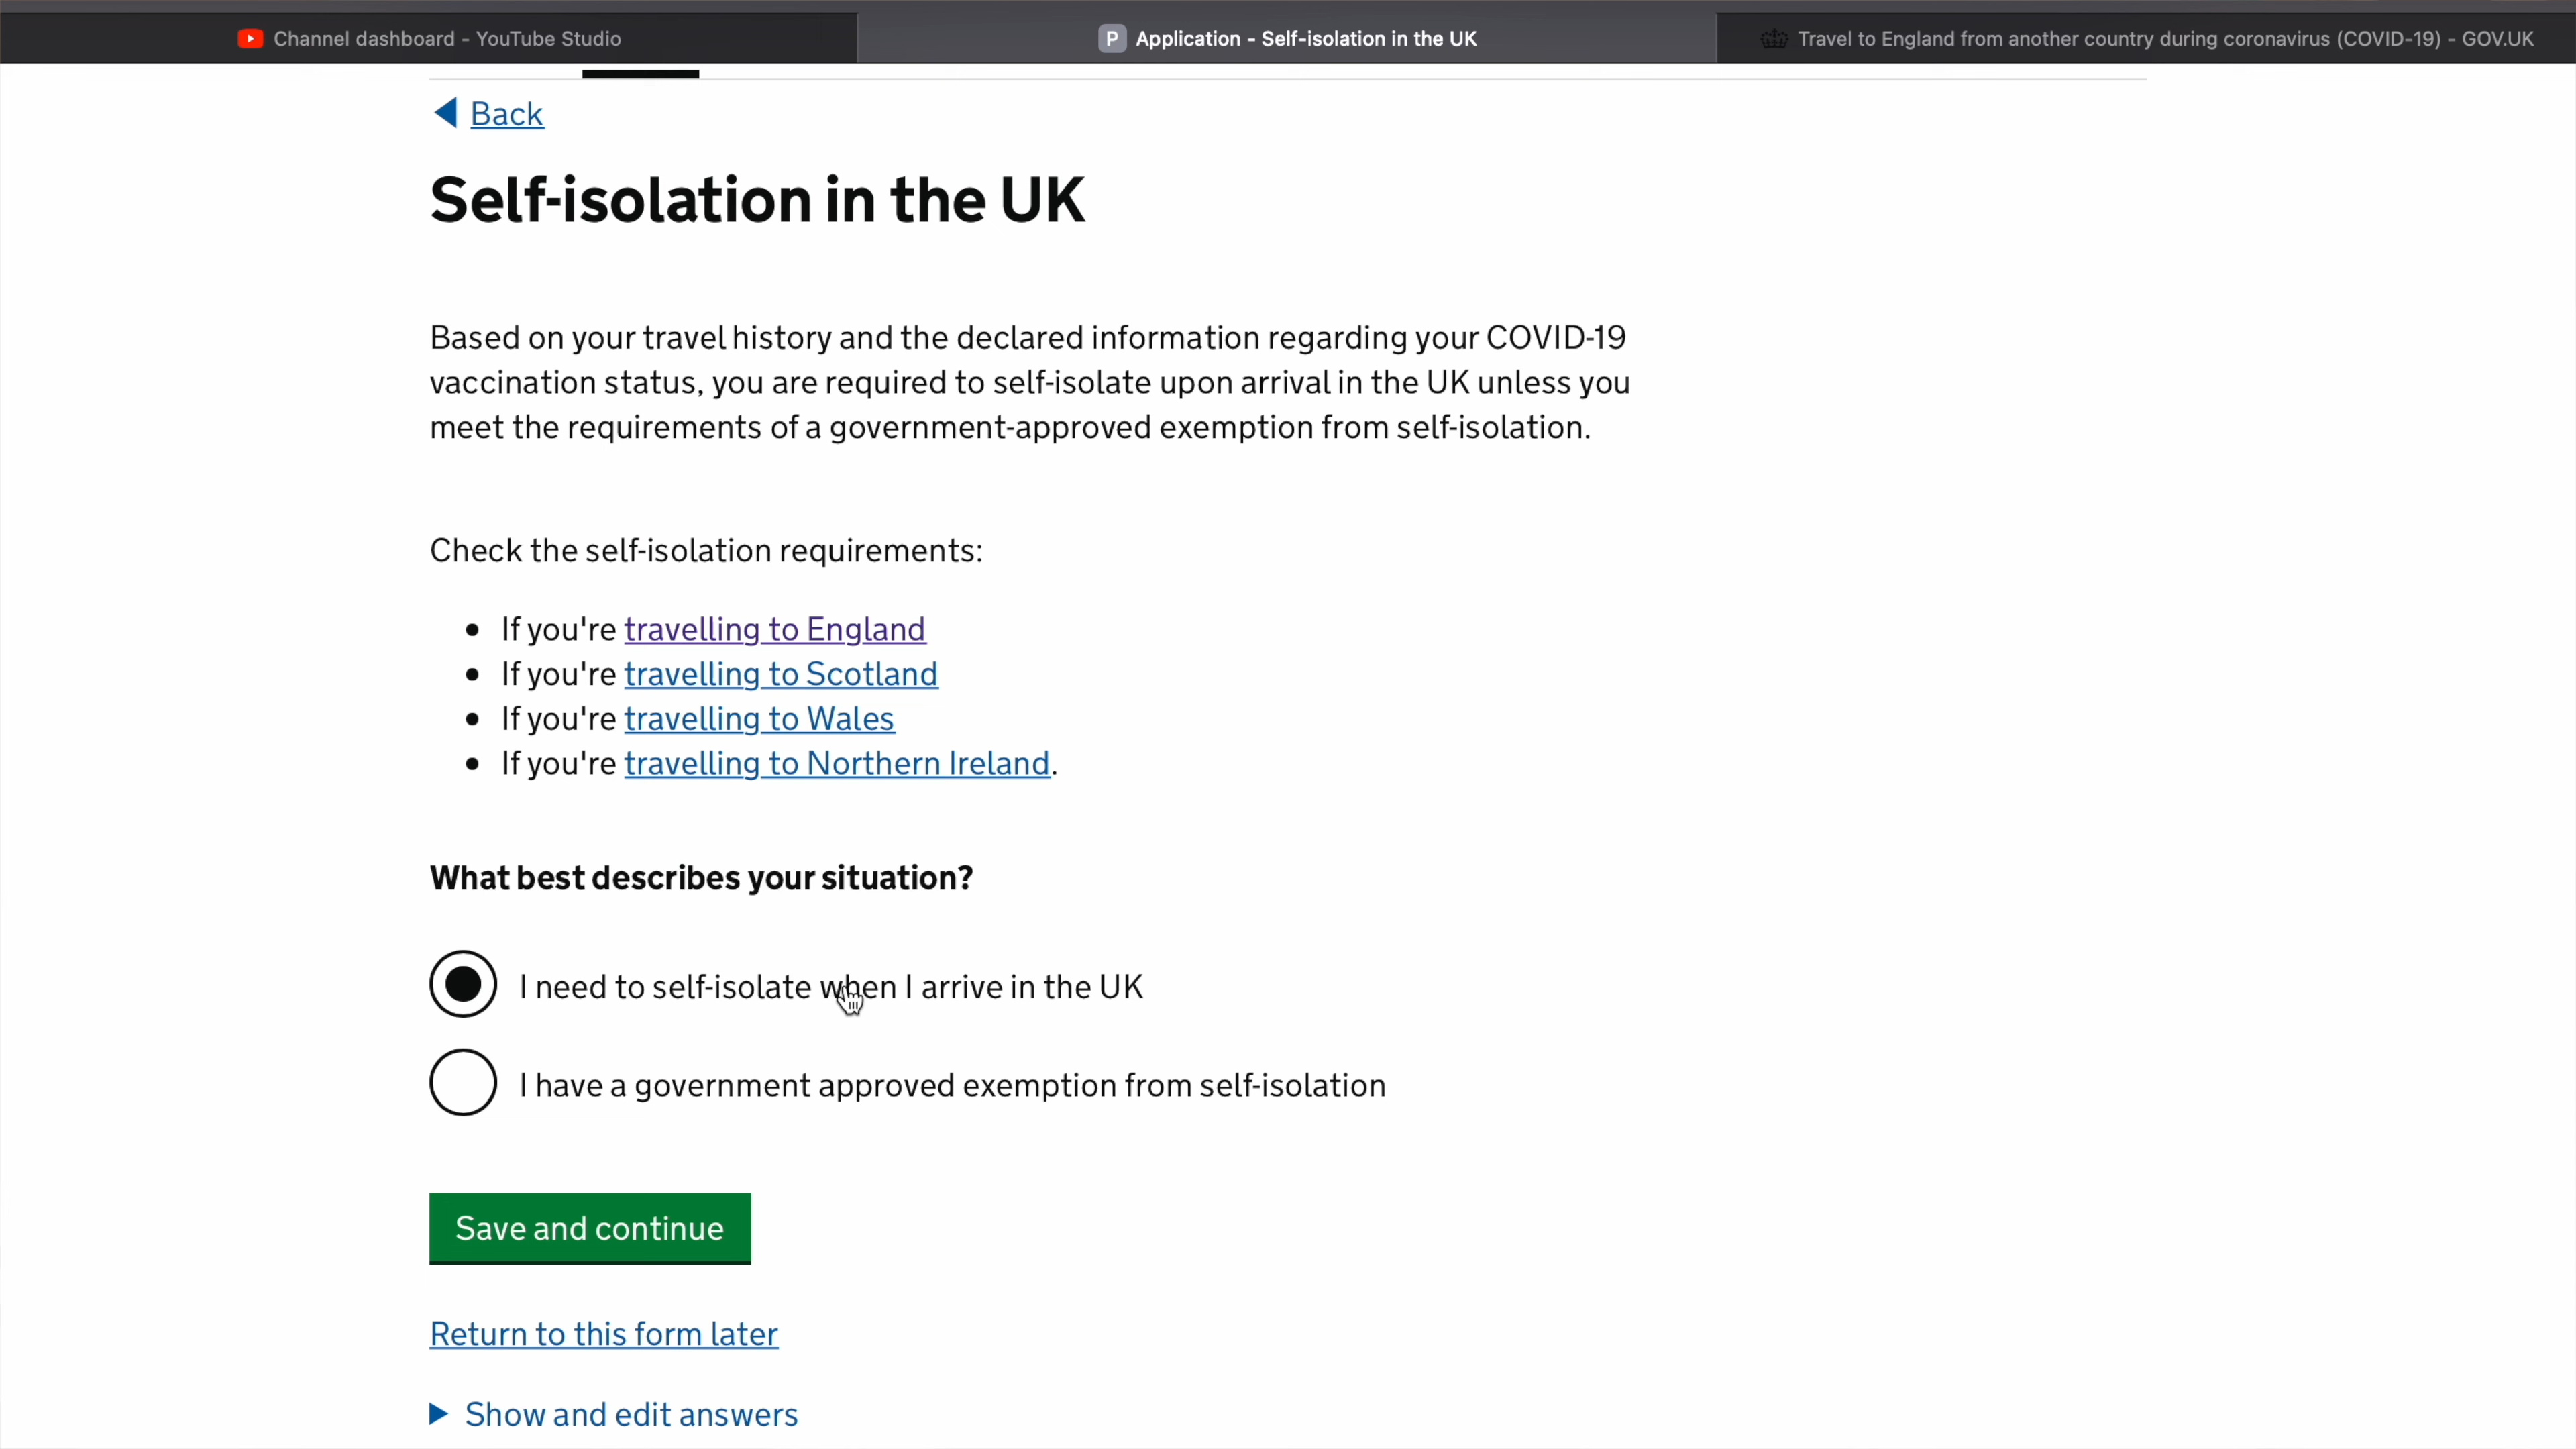 Channel dashboard - YouTube Studio
P Application - Self-isolation in the UK
Travel to England from another country during coronavirus (COVID-19) - GOV.UK
Back
Self-isolation in the UK
Based on your travel history and the declared information regarding your COVID-19
vaccination status, you are required to self-isolate upon arrival in the UK unless you
meet the requirements of a government-approved exemption from self-isolation.
Check the self-isolation requirements:
If you're travelling to England
If you're travelling to Scotland
If you're travelling to Wales
If you're travelling to Northern Ireland.
What best describes your situation?
I need to self-isolate when I arrive in the UK
I have a government approved exemption from self-isolation
Save and continue
Return to this form later
Show and edit answers